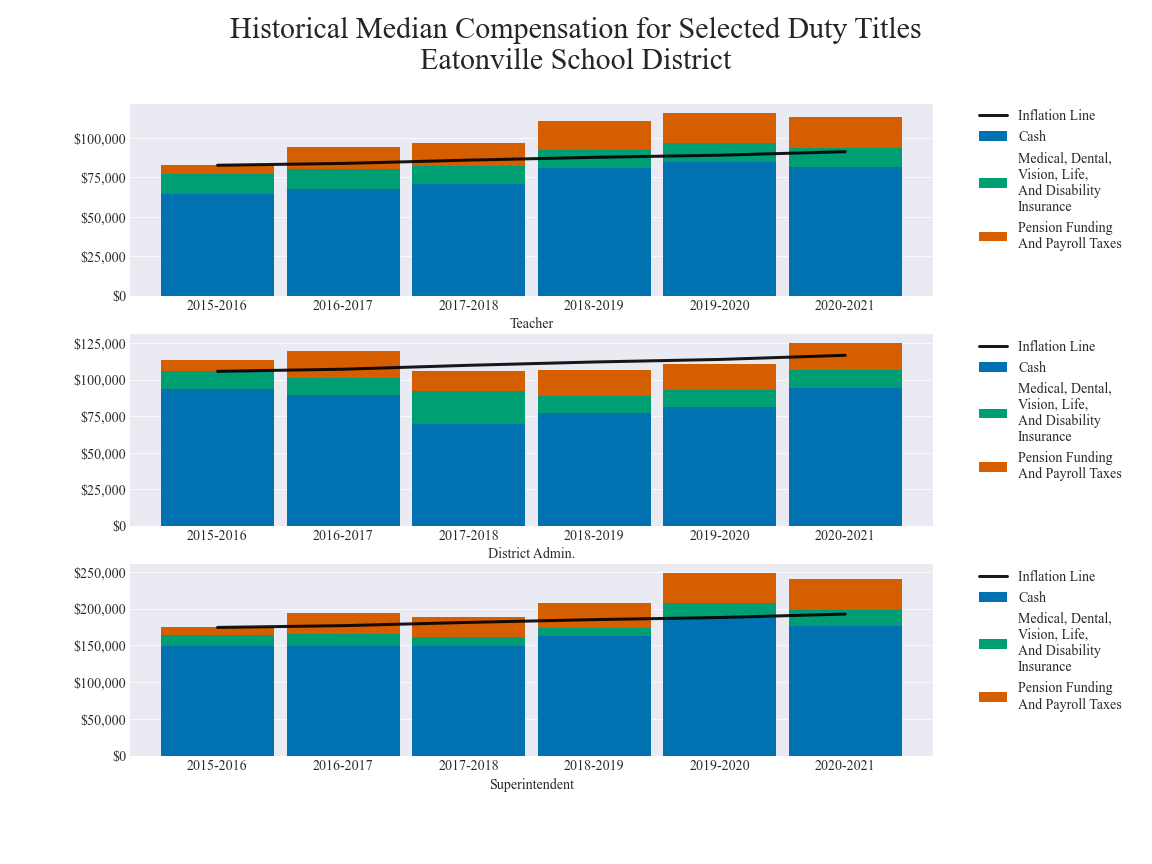 Historical Median Compensation for Selected Duty Titles
Eatonville School District
$100,000
$75,000
$50,000
$25,000
$0
2015-2016 2016-2017 2017-2018 2018-2019 2019-2020 2020-2021
Teacher
Inflation Line
Cash
Medical, Dental,
Vision, Life,
And Disability
Insurance
Pension Funding
And Payroll Taxes
$125,000
$100,000
$75,000
$50,000
$25,000
$0
2015-2016 2016-2017 2017-2018 2018-2019 2019-2020 2020-2021
District Admin.
Inflation Line
Cash
Medical, Dental,
Vision, Life,
And Disability
Insurance
Pension Funding
And Payroll Taxes
$250,000
$200,000
$150,000
$100,000
$50,000
$0
2015-2016 2016-2017 2017-2018 2018-2019 2019-2020 2020-2021
Superintendent
Inflation Line
Cash
Medical, Dental,
Vision, Life,
And Disability
Insurance
Pension Funding
And Payroll Taxes